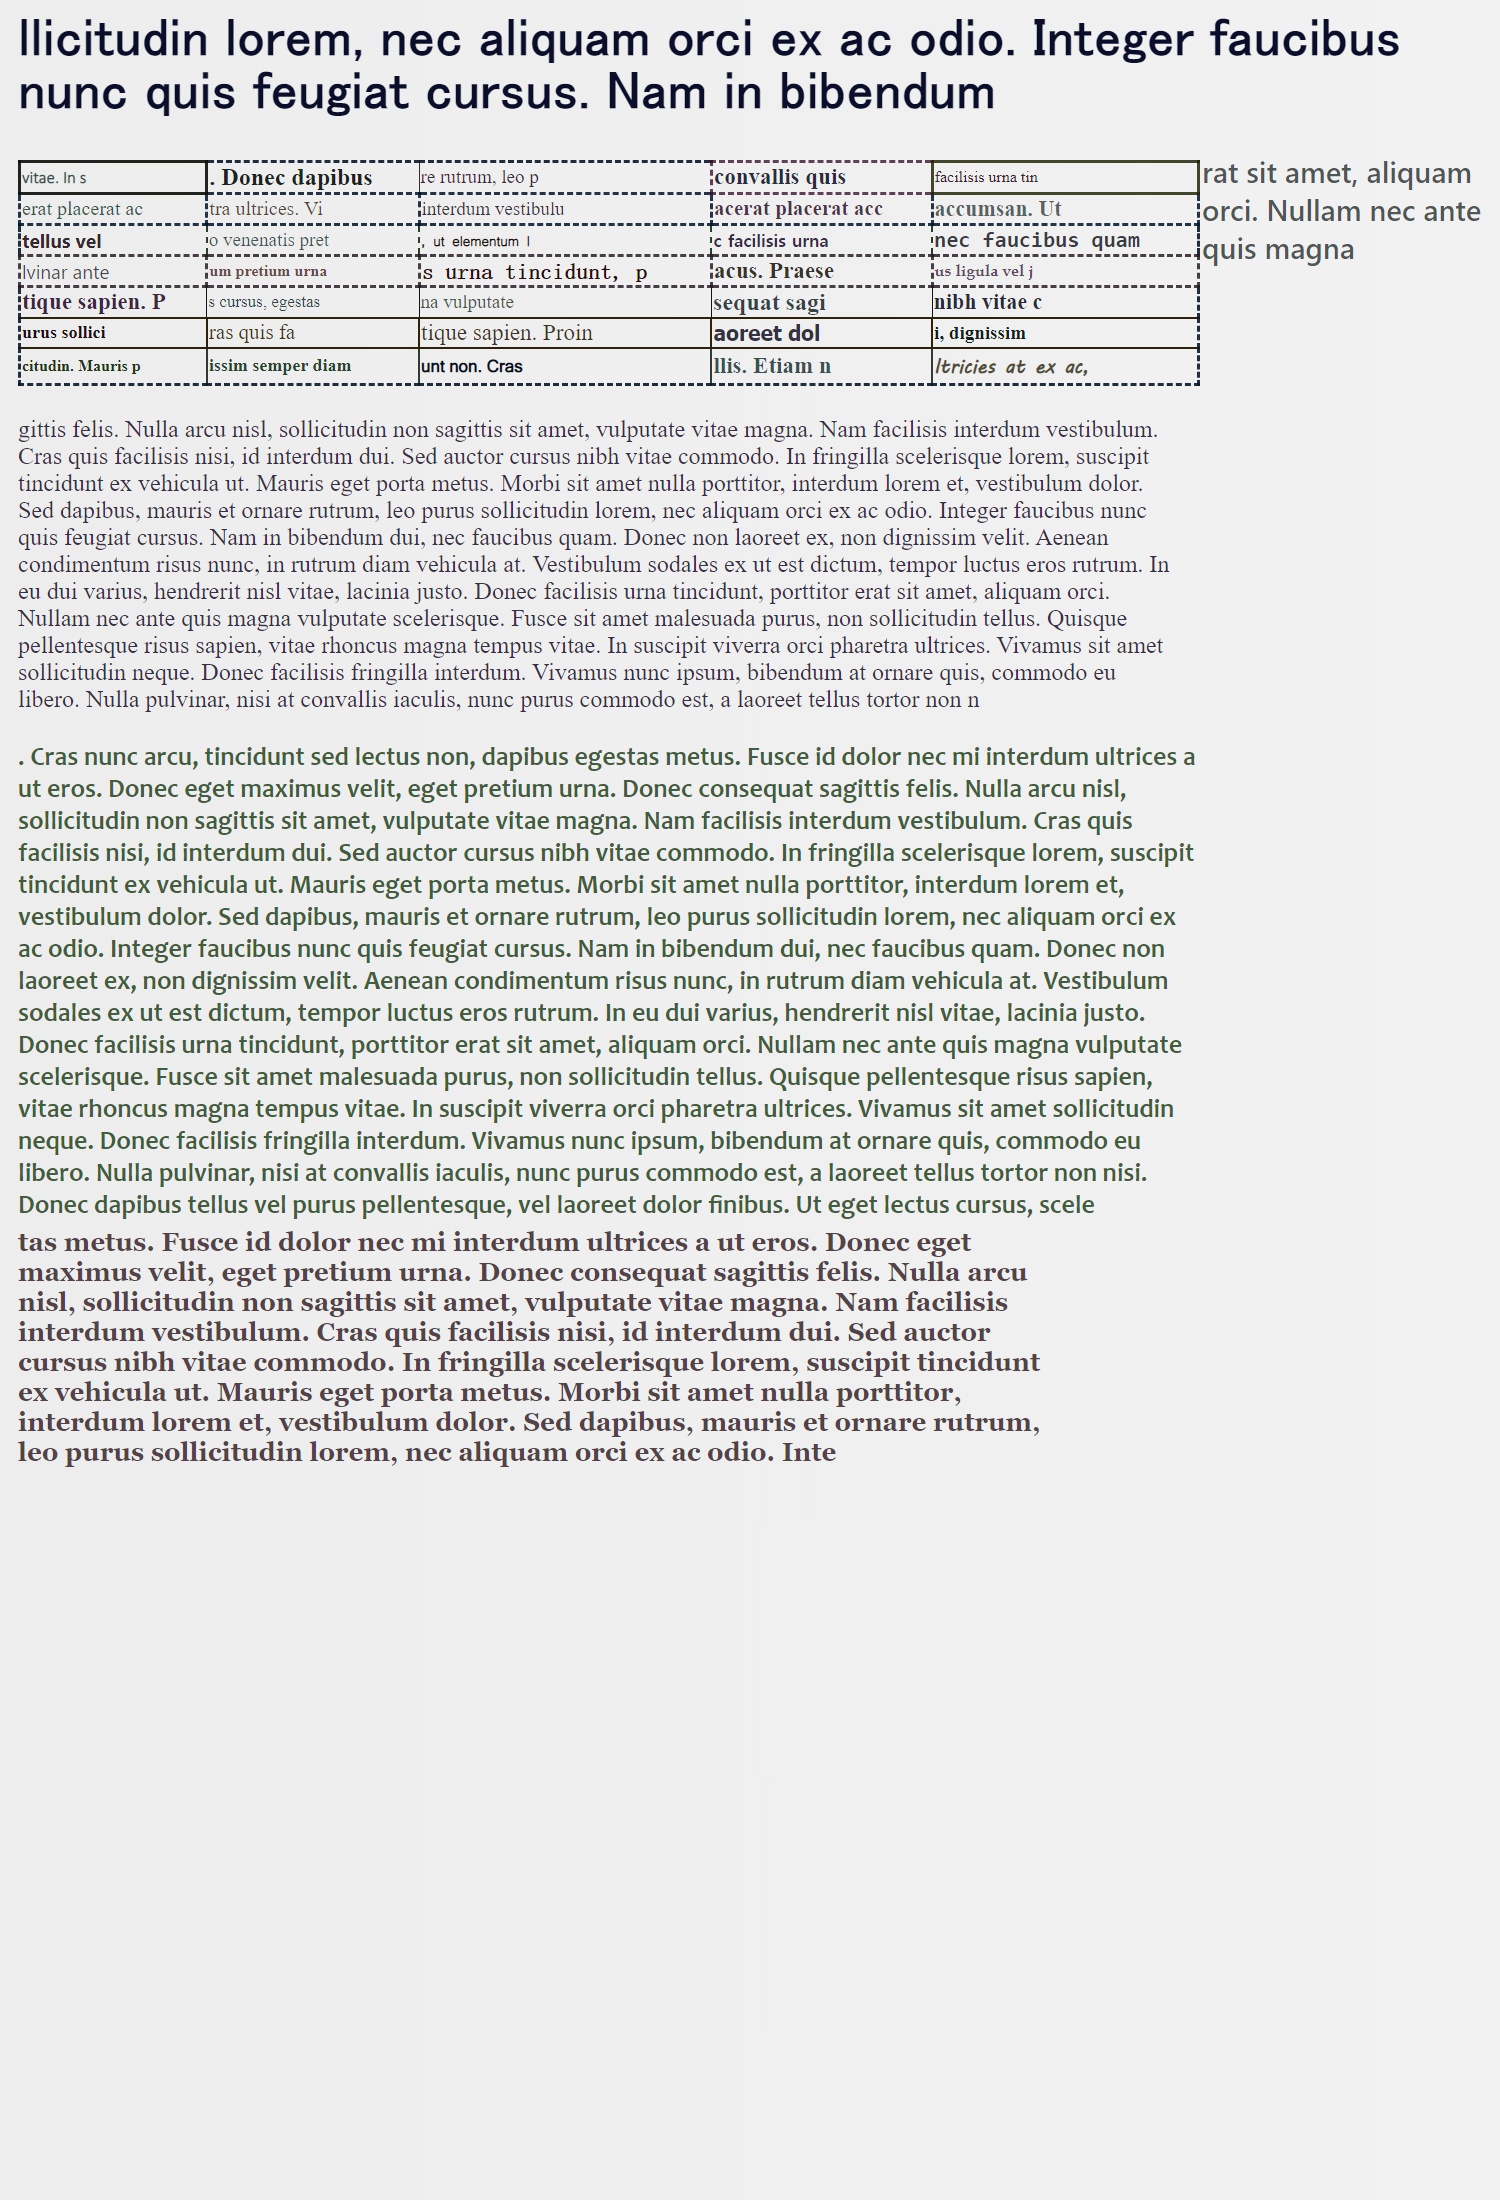 llicitudin lorem, nec aliquam orci ex ac odio. Integer faucibus
nunc quis feugiat cursus. Nam in bibendum
vitae. In s . Donec dapibus re rutrum, leo p convallis quis facilisis urna tin
erat placerat ac tra ultrices. Vi interdum vestibulu acerat placerat acc accumsan. Ut
tellus vel o venenatis pret , ut elementum l c facilisis urna nec faucibus quam
lvinar ante um pretium urna s urna tincidunt, p acus. Praese us ligula vel j
tique sapien. P s cursus, egestas na vulputate sequat sagi nibh vitae c
urus sollici ras quis fa tique sapien. Proin aoreet dol i, dignissim
citudin. Mauris p issim semper diam unt non. Cras llis. Etiam n ltricies at ex ac,
rat sit amet, aliquam
orci. Nullam nec ante
quis magna
gittis felis. Nulla arcu nisl, sollicitudin non sagittis sit amet, vulputate vitae magna. Nam facilisis interdum vestibulum.
Cras quis facilisis nisi, id interdum dui. Sed auctor cursus nibh vitae commodo. In fringilla scelerisque lorem, suscipit
tincidunt ex vehicula ut. Mauris eget porta metus. Morbi sit amet nulla porttitor, interdum lorem et, vestibulum dolor.
Sed dapibus, mauris et ornare rutrum, leo purus sollicitudin lorem, nec aliquam orci ex ac odio. Integer faucibus nunc
quis feugiat cursus. Nam in bibendum dui, nec faucibus quam. Donec non laoreet ex, non dignissim velit. Aenean
condimentum risus nunc, in rutrum diam vehicula at. Vestibulum sodales ex ut est dictum, tempor luctus eros rutrum. In
eu dui varius, hendrerit nisl vitae, lacinia justo. Donec facilisis urna tincidunt, porttitor erat sit amet, aliquam orci.
Nullam nec ante quis magna vulputate scelerisque. Fusce sit amet malesuada purus, non sollicitudin tellus. Quisque
pellentesque risus sapien, vitae rhoncus magna tempus vitae. In suscipit viverra orci pharetra ultrices. Vivamus sit amet
sollicitudin neque. Donec facilisis fringilla interdum. Vivamus nunc ipsum, bibendum at ornare quis, commodo eu
libero. Nulla pulvinar, nisi at convallis iaculis, nunc purus commodo est, a laoreet tellus tortor non n
. Cras nunc arcu, tincidunt sed lectus non, dapibus egestas metus. Fusce id dolor nec mi interdum ultrices a
ut eros. Donec eget maximus velit, eget pretium urna. Donec consequat sagittis felis. Nulla arcu nisl,
sollicitudin non sagittis sit amet, vulputate vitae magna. Nam facilisis interdum vestibulum. Cras quis
facilisis nisi, id interdum dui. Sed auctor cursus nibh vitae commodo. In fringilla scelerisque lorem, suscipit
tincidunt ex vehicula ut. Mauris eget porta metus. Morbi sit amet nulla porttitor, interdum lorem et,
vestibulum dolor. Sed dapibus, mauris et ornare rutrum, leo purus sollicitudin lorem, nec aliquam orci ex
ac odio. Integer faucibus nunc quis feugiat cursus. Nam in bibendum dui, nec faucibus quam. Donec non
laoreet ex, non dignissim velit. Aenean condimentum risus nunc, in rutrum diam vehicula at. Vestibulum
sodales ex ut est dictum, tempor luctus eros rutrum. In eu dui varius, hendrerit nisl vitae, lacinia justo.
Donec facilisis urna tincidunt, porttitor erat sit amet, aliquam orci. Nullam nec ante quis magna vulputate
scelerisque. Fusce sit amet malesuada purus, non sollicitudin tellus. Quisque pellentesque risus sapien,
vitae rhoncus magna tempus vitae. In suscipit viverra orci pharetra ultrices. Vivamus sit amet sollicitudin
neque. Donec facilisis fringilla interdum. Vivamus nunc ipsum, bibendum at ornare quis, commodo eu
libero. Nulla pulvinar, nisi at convallis iaculis, nunc purus commodo est, a laoreet tellus tortor non nisi.
Donec dapibus tellus vel purus pellentesque, vel laoreet dolor finibus. Ut eget lectus cursus, scele
tas metus. Fusce id dolor nec mi interdum ultrices a ut eros. Donec eget
maximus velit, eget pretium urna. Donec consequat sagittis felis. Nulla arcu
nisl, sollicitudin non sagittis sit amet, vulputate vitae magna. Nam facilisis
interdum vestibulum. Cras quis facilisis nisi, id interdum dui. Sed auctor
cursus nibh vitae commodo. In fringilla scelerisque lorem, suscipit tincidunt
ex vehicula ut. Mauris eget porta metus. Morbi sit amet nulla porttitor,
interdum lorem et, vestibulum dolor. Sed dapibus, mauris et ornare rutrum,
leo purus sollicitudin lorem, nec aliquam orci ex ac odio. Inte